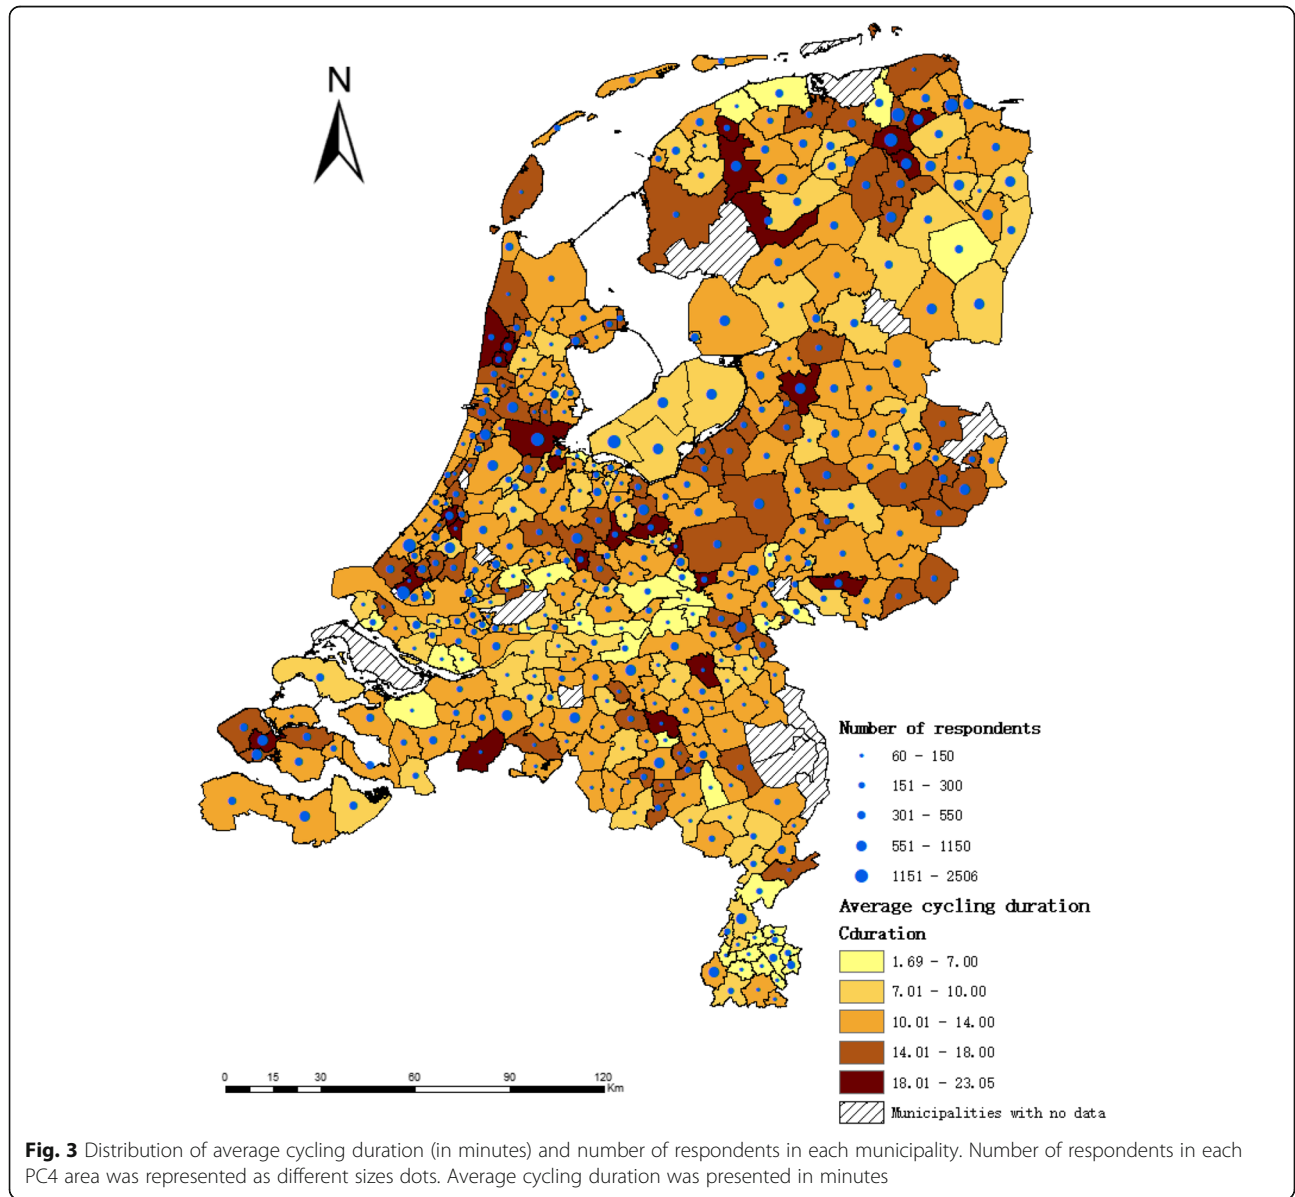 N
Number of respondents
60 - 150
151 - 300
301 - 550
551 - 1150
1151 - 2506
Average cycling duration
Cduration
1.69 - 7.00
7.01 - 10.00
10.01 - 14.00
14.01 - 18.00
18.01 - 23.05
Municipalities with no data
0 15 30 60 90 120
Km
Fig. 3 Distribution of average cycling duration (in minutes) and number of respondents in each municipality. Number of respondents in each
PC4 area was represented as different sizes dots. Average cycling duration was presented in minutes